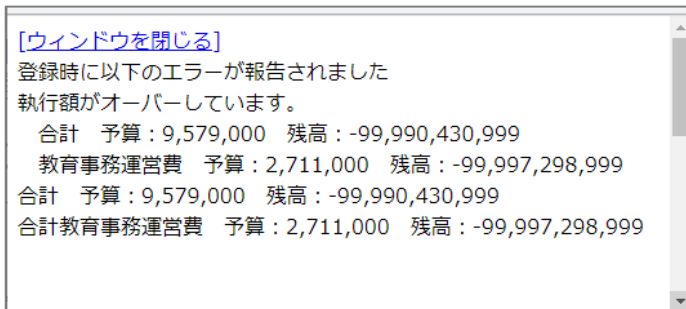 [ウィンドウを閉じる]
登録時に以下のエラーが報告されました
執行額がオーバーしています。
　合計　予算：9,579,000　残高：-99,990,430,999
　教育事務運営費　予算：2,711,000　残高：-99,997,298,999
合計　予算：9,579,000　残高：-99,990,430,999
合計教育事務運営費　予算：2,711,000　残高：-99,997,298,999